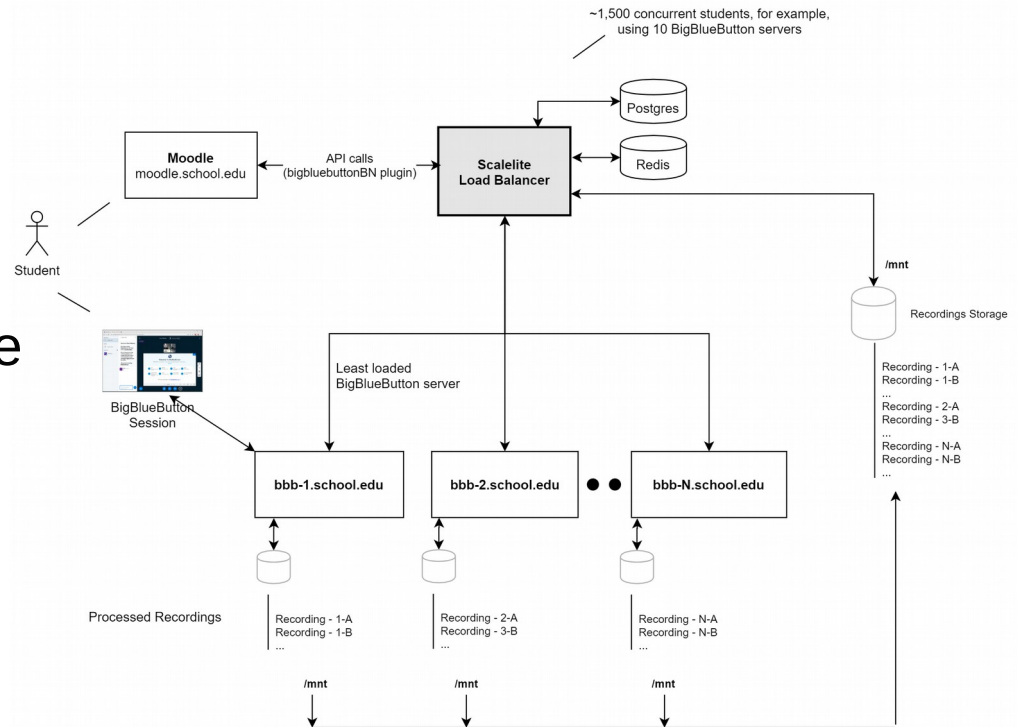 ~1,500 concurrent students, for example,
using 10 BigBlueButton servers
Postgres
Redis
Moodle
moodle.school.edu
API calls
(bigbluebuttonBN plugin)
Scalelite
Load Balancer
Student
/mnt
Recordings Storage
e
Least loaded
BigBlueButton server
BigBlueButton
Session
Recording - 1-A
Recording - 1-B
...
Recording - 2-A
Recording - 3-B
...
Recording - N-A
Recording - N-B
...
bbb-1.school.edu
bbb-2.school.edu
bbb-N.school.edu
Processed Recordings
Recording - 1-A
Recording - 1-B
...
Recording - 2-A
Recording - 3-B
...
Recording - N-A
Recording - N-B
...
/mnt
/mnt
/mnt